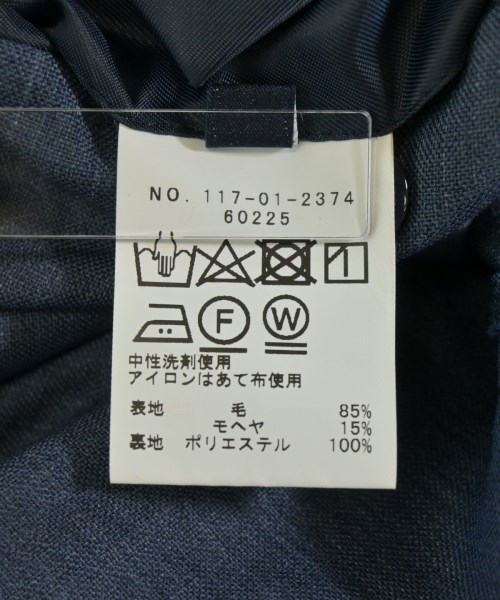 NO. 117-01-2374
60225
F
W
中性洗剤使用
アイロンはあて布使用
表地 毛 85%
モヘヤ 15%
裏地 ポリエステル 100%